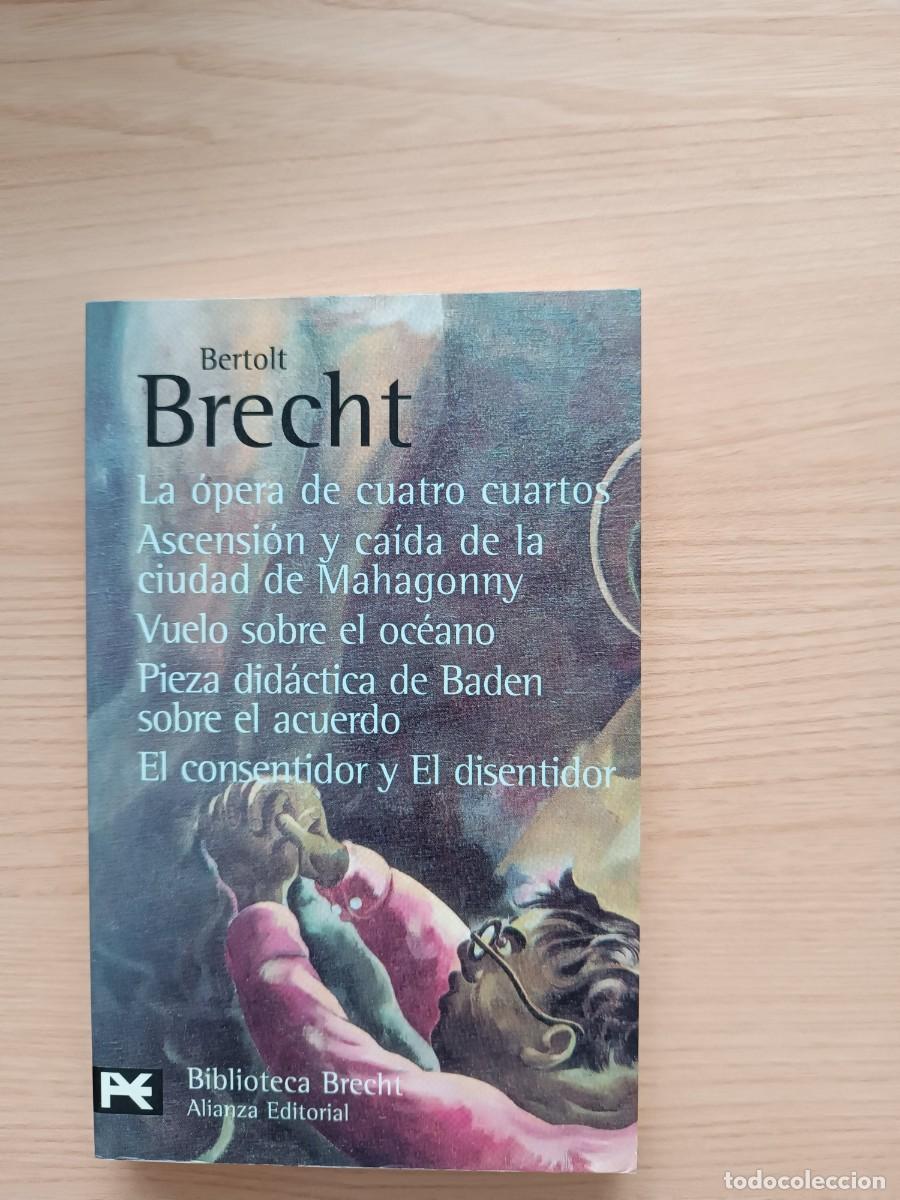 Bertolt
Brecht
La ópera de cuatro cuartos
Ascensión y caída de la
ciudad de Mahagonny
Vuelo sobre el océano
Pieza didáctica de Baden
sobre el acuerdo
El consentidor y El disentidor
Biblioteca Brecht
Alianza Editorial
todocoleccion